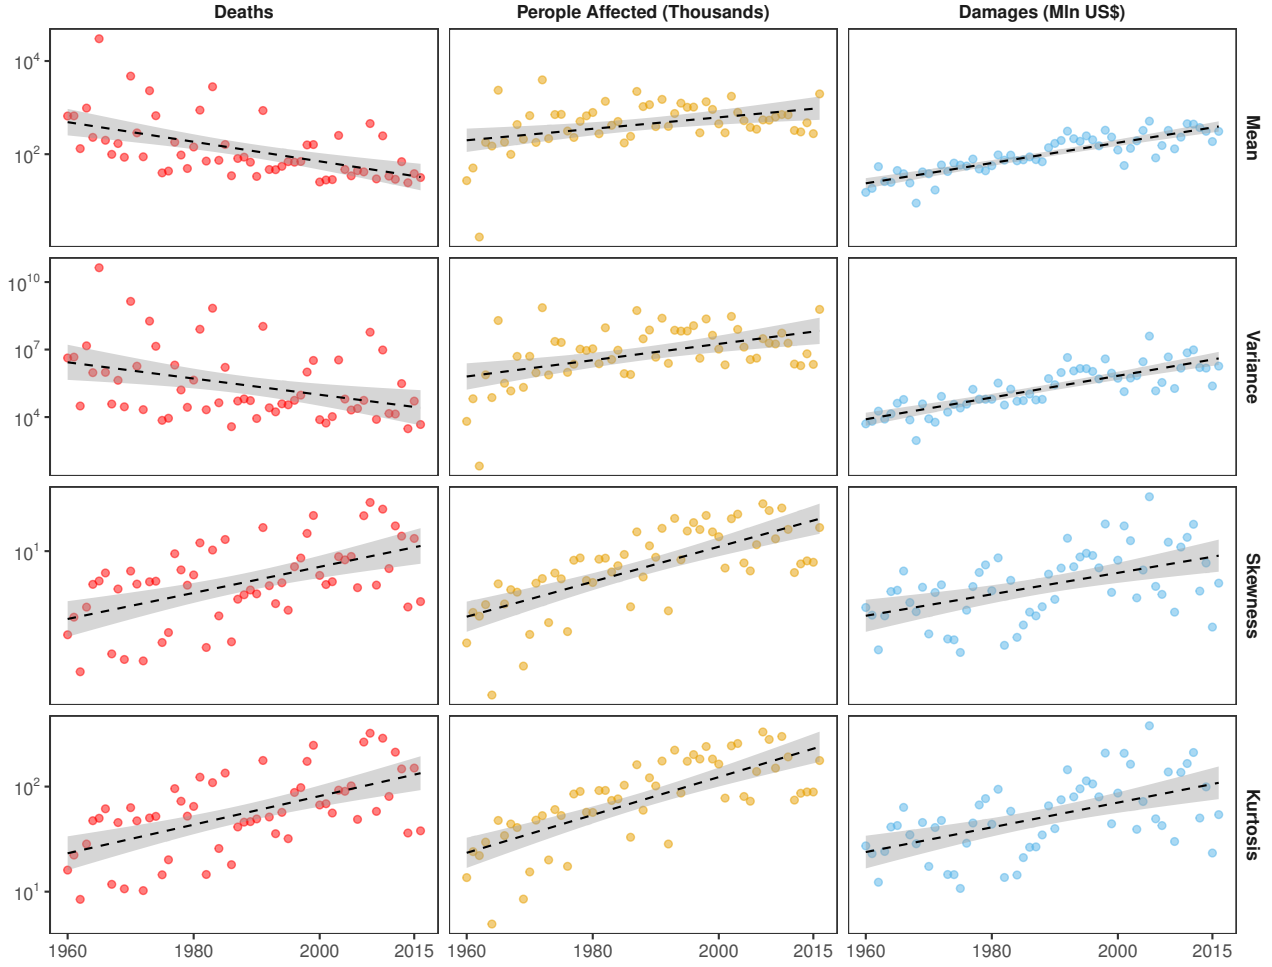 Deaths
Perople Affected (Thousands)
Damages (Mln US$)
10^4
10^2
Mean
10^10
10^7
10^4
Variance
10^1
Skewness
10^2
10^1
Kurtosis
1960 1980 2000 2015 1960 1980 2000 2015 1960 1980 2000 2015